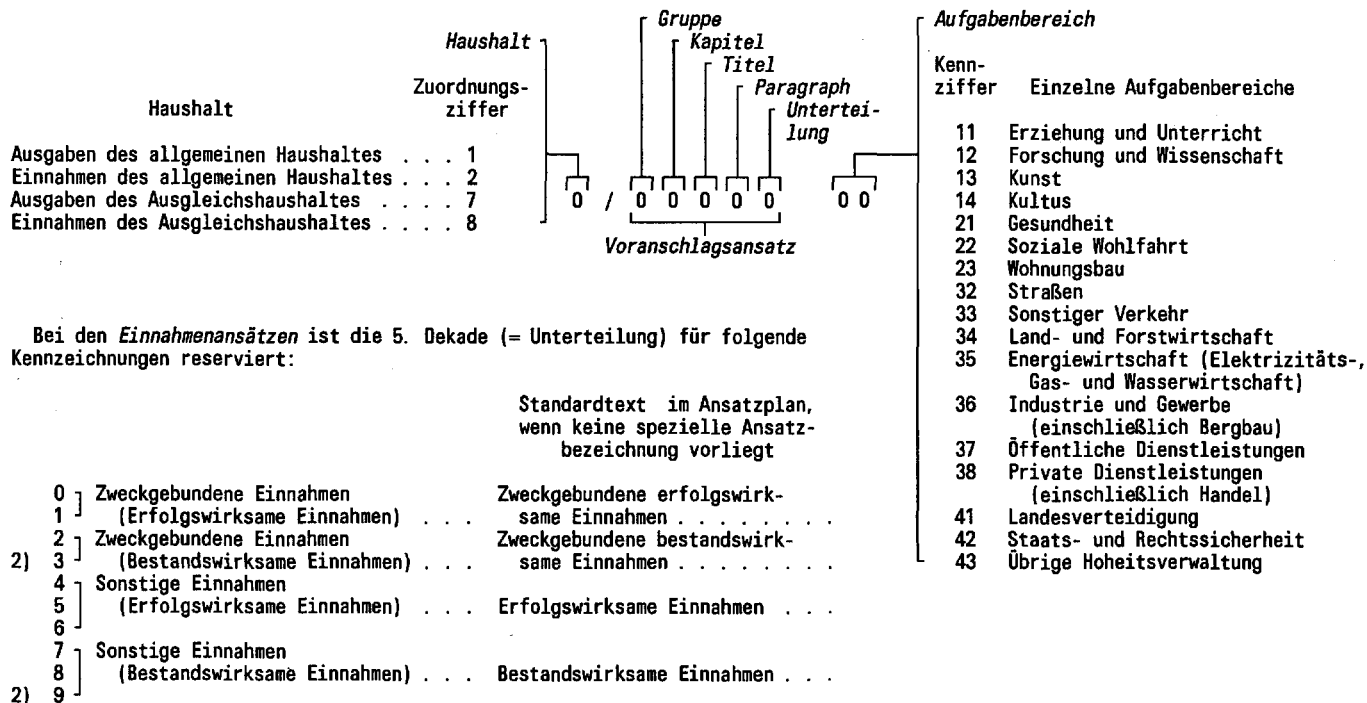 Gruppe
Haushalt
Kapitel
Titel
Paragraph
Unterteilung
Haushalt Zuordnungsziffer
Ausgaben des allgemeinen Haushaltes . . . 1
Einnahmen des allgemeinen Haushaltes . . . 2
Ausgaben des Ausgleichshaushaltes . . . . 7
Einnahmen des Ausgleichshaushaltes . . . . 8
0 / 0 0 0 0 0 0 0
Voranschlagsansatz
Aufgabenbereich
Kenn-
ziffer Einzelne Aufgabenbereiche
11 Erziehung und Unterricht
12 Forschung und Wissenschaft
13 Kunst
14 Kultus
21 Gesundheit
22 Soziale Wohlfahrt
23 Wohnungsbau
32 Straßen
33 Sonstiger Verkehr
34 Land- und Forstwirtschaft
35 Energiewirtschaft (Elektrizitäts-,
Gas- und Wasserwirtschaft)
36 Industrie und Gewerbe
(einschließlich Bergbau)
37 Öffentliche Dienstleistungen
38 Private Dienstleistungen
(einschließlich Handel)
41 Landesverteidigung
42 Staats- und Rechtssicherheit
43 Übrige Hoheitsverwaltung
Bei den Einnahmenansätzen ist die 5. Dekade (= Unterteilung) für folgende
Kennzeichnungen reserviert:
Standardtext im Ansatzplan,
wenn keine spezielle Ansatz-
bezeichnung vorliegt
0 Zweckgebundene Einnahmen Zweckgebundene erfolgswirk-
1 (Erfolgswirksame Einnahmen) . . . same Einnahmen . . . . . . . .
2 Zweckgebundene Einnahmen Zweckgebundene bestandswirk-
2) 3 (Bestandswirksame Einnahmen) . . . same Einnahmen . . . . . . . .
4 Sonstige Einnahmen
5 (Erfolgswirksame Einnahmen) . . . Erfolgswirksame Einnahmen . . .
6
7 Sonstige Einnahmen
8 (Bestandswirksame Einnahmen) . . . Bestandswirksame Einnahmen . . .
2) 9